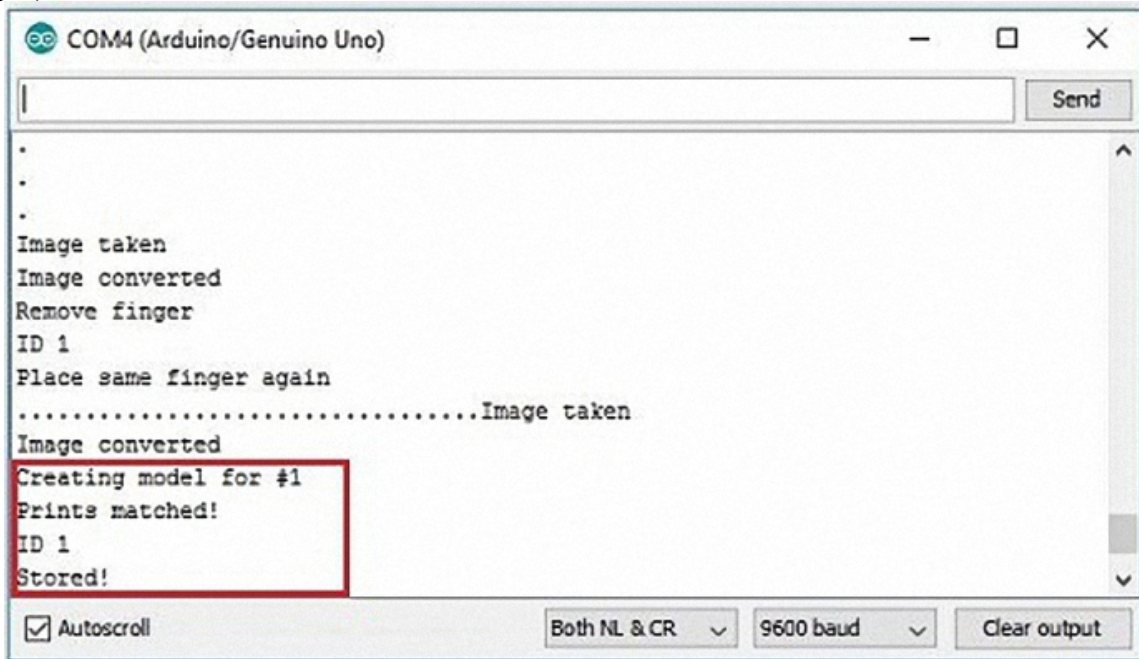 COM4 (Arduino/Genuino Uno)
Send
.
.
.
Image taken
Image converted
Remove finger
ID 1
Place same finger again
..................................Image taken
Image converted
Creating model for #1
Prints matched!
ID 1
Stored!
Autoscroll
Both NL & CR
9600 baud
Clear output